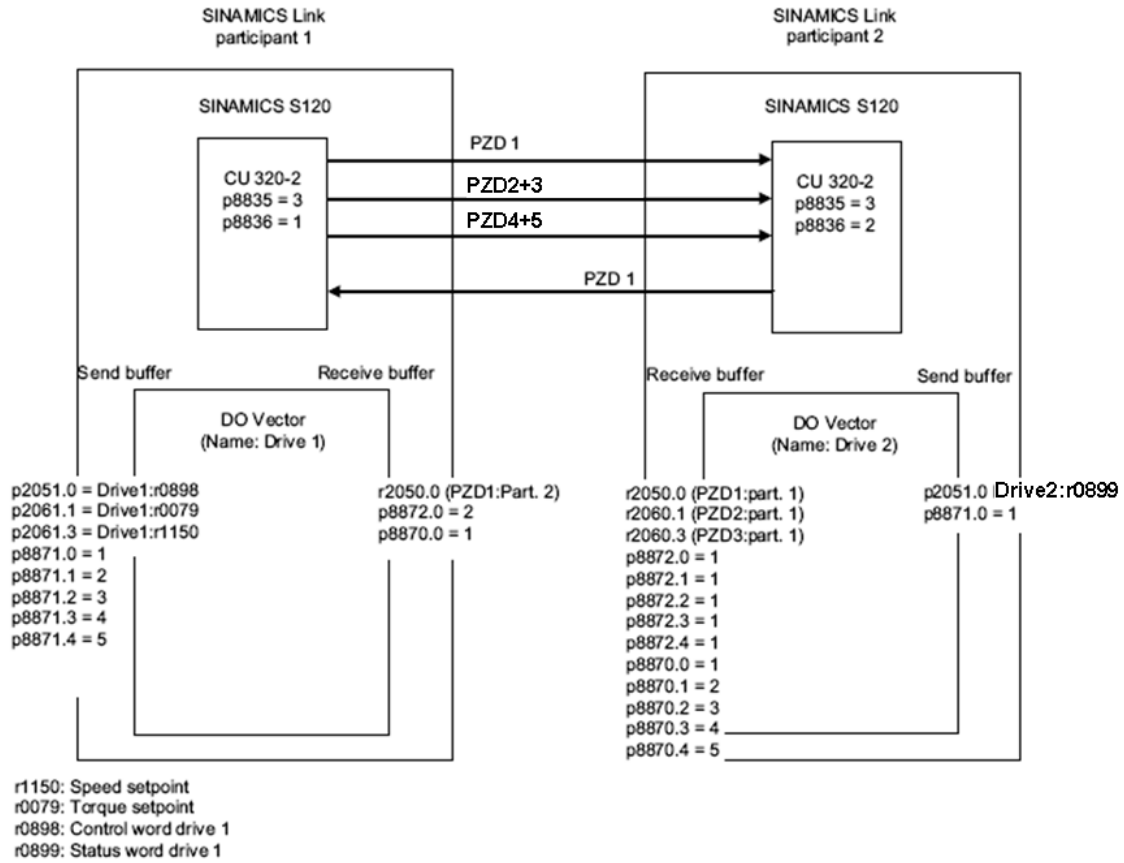 SINAMICS Link
participant 1
SINAMICS Link
participant 2
SINAMICS S120
SINAMICS S120
CU 320-2
p8835 = 3
p8836 = 1
PZD 1
PZD2+3
PZD4+5
PZD 1
CU 320-2
p8835 = 3
p8836 = 2
Send buffer
Receive buffer
DO Vector
(Name: Drive 1)
p2051.0 = Drive1:r0898
p2061.1 = Drive1:r0079
p2061.3 = Drive1:r1150
p8871.0 = 1
p8871.1 = 2
p8871.2 = 3
p8871.3 = 4
p8871.4 = 5
r2050.0 (PZD1:Part. 2)
p8872.0 = 2
p8870.0 = 1
Receive buffer
Send buffer
DO Vector
(Name: Drive 2)
r2050.0 (PZD1:part. 1)
r2060.1 (PZD2:part. 1)
r2060.3 (PZD3:part. 1)
p8872.0 = 1
p8872.1 = 1
p8872.2 = 1
p8872.3 = 1
p8872.4 = 1
p8870.0 = 1
p8870.1 = 2
p8870.2 = 3
p8870.3 = 4
p8870.4 = 5
p2051.0 Drive2:r0899
p8871.0 = 1
r1150: Speed setpoint
r0079: Torque setpoint
r0898: Control word drive 1
r0899: Status word drive 1